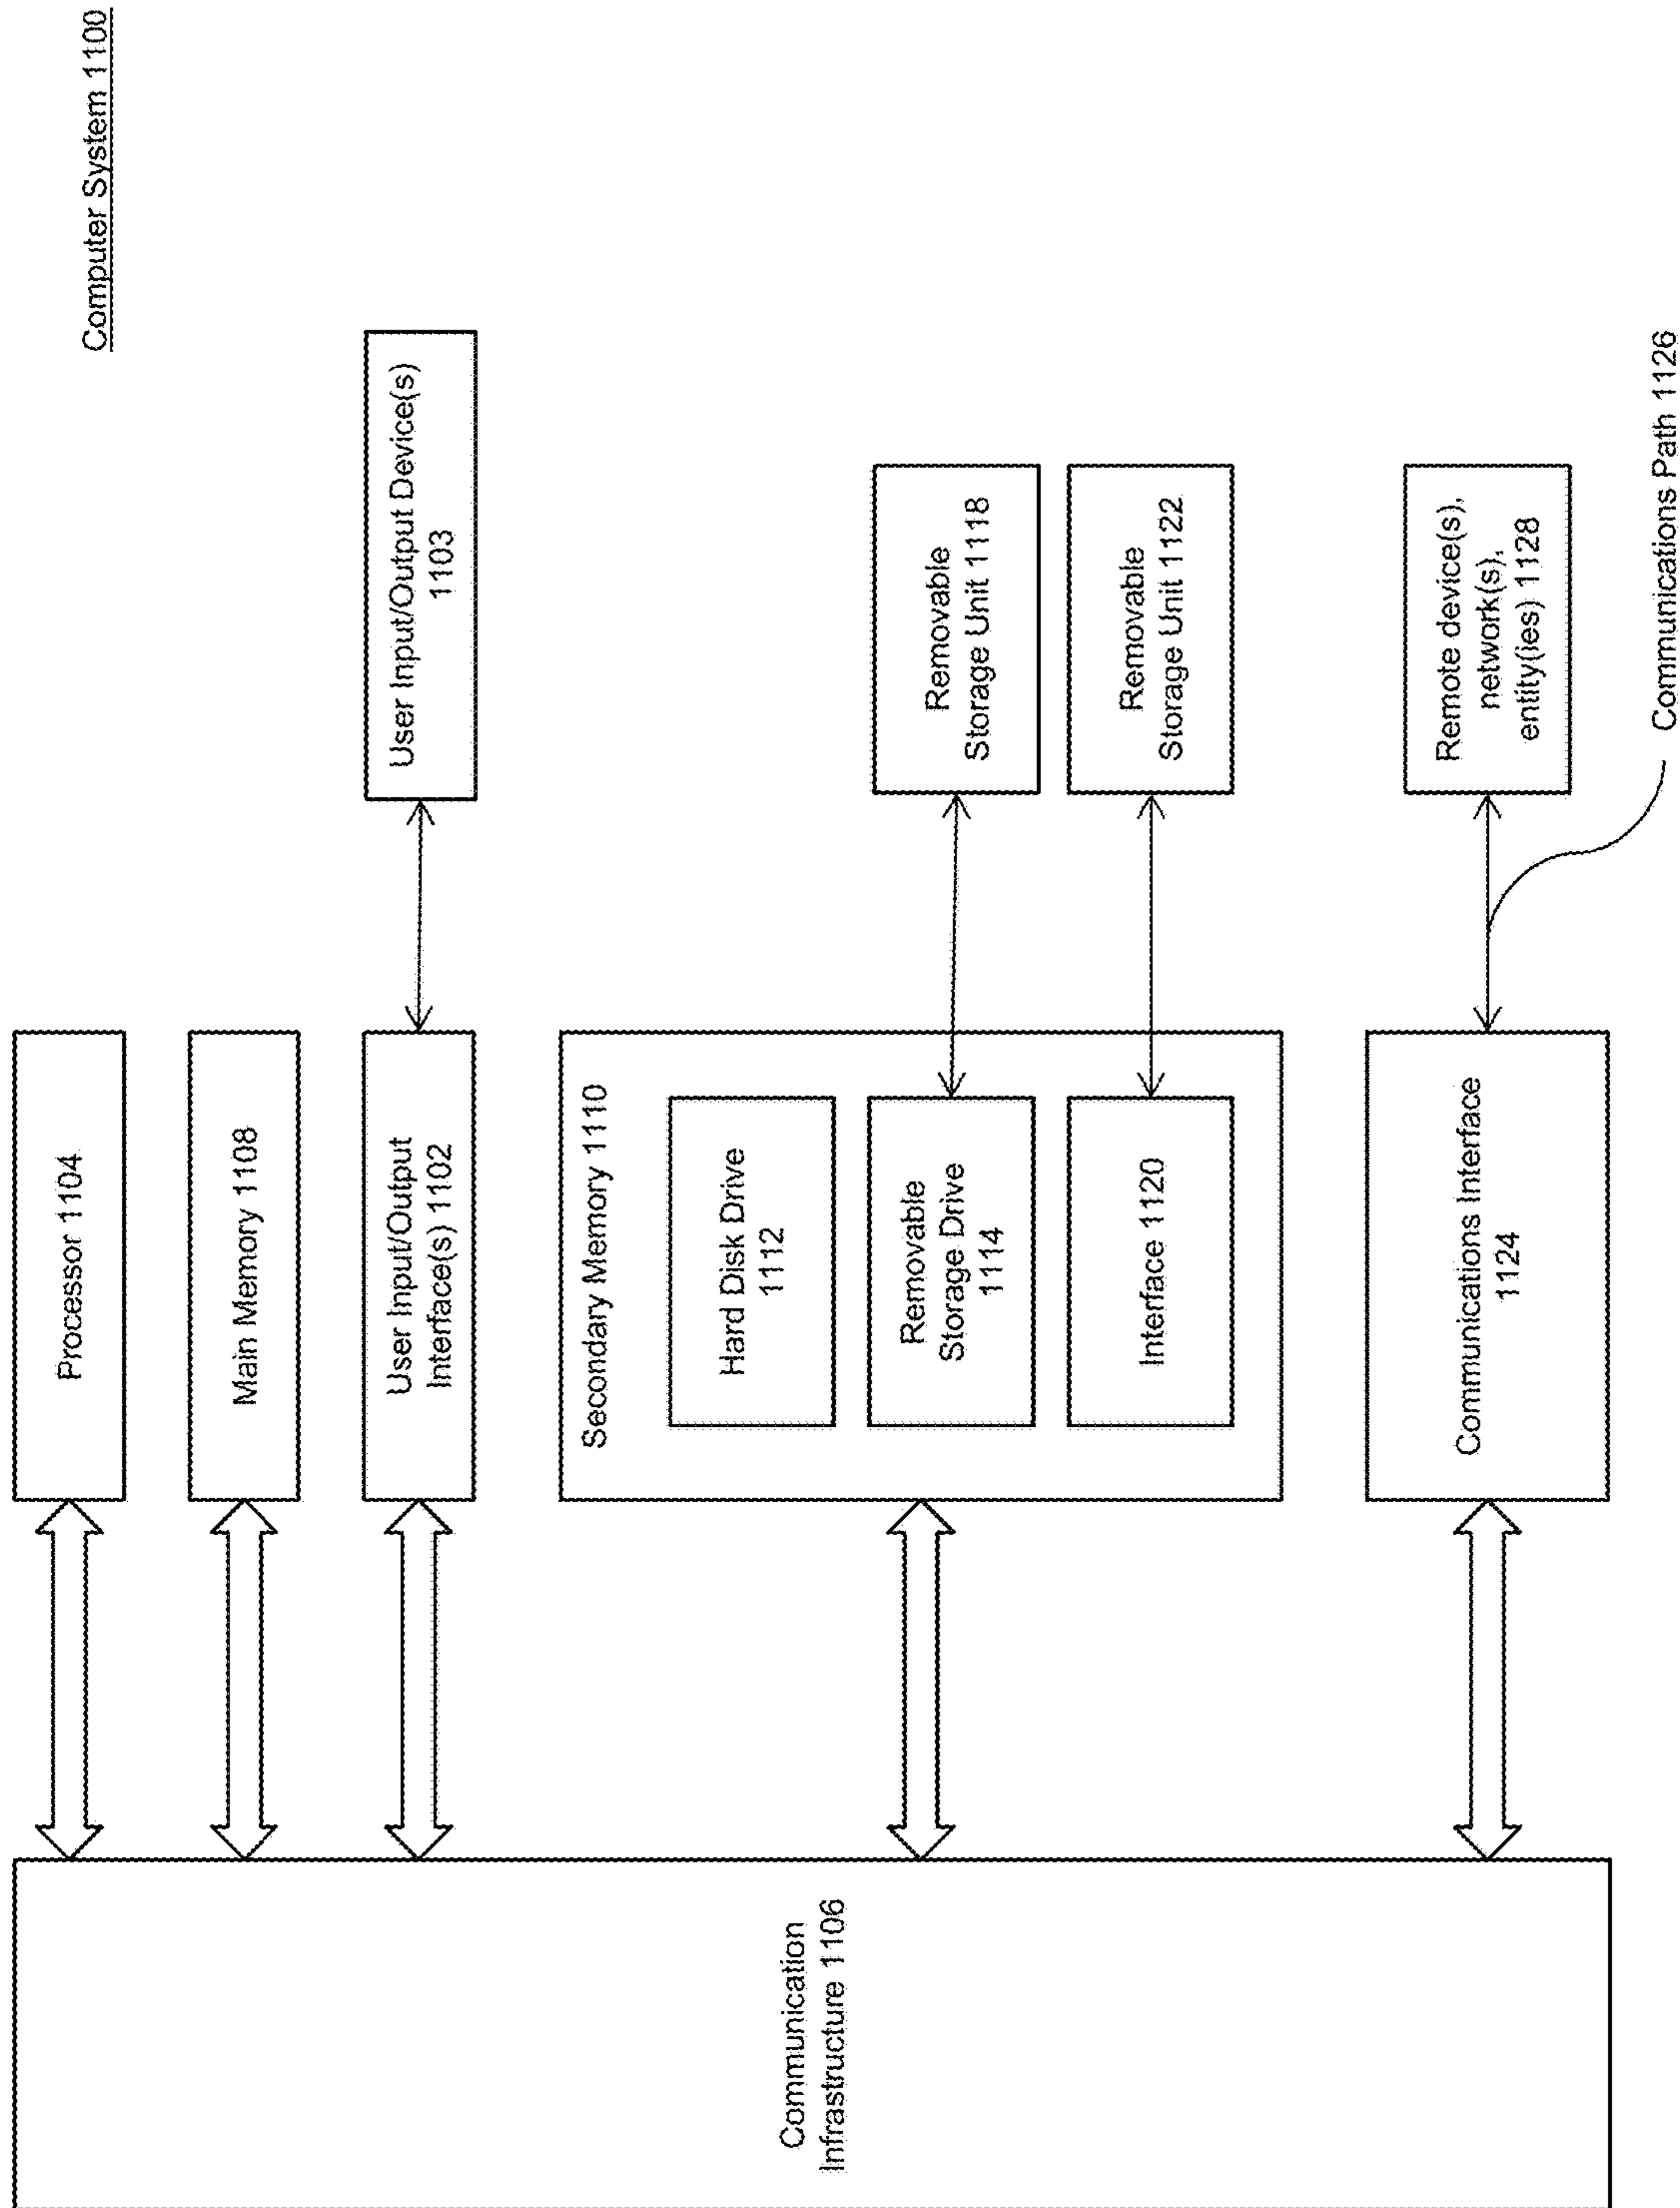 Computer System 1100
Processor 1104
Main Memory 1108
User Input/Output
Interface(s) 1102
User Input/Output Device(s)
1103
Communication
Infrastructure 1106
Secondary Memory 1110
Hard Disk Drive
1112
Removable
Storage Drive
1114
Removable
Storage Unit 1118
Interface 1120
Removable
Storage Unit 1122
Communications Interface
1124
Remote device(s),
network(s),
entity(ies) 1128
Communications Path 1126